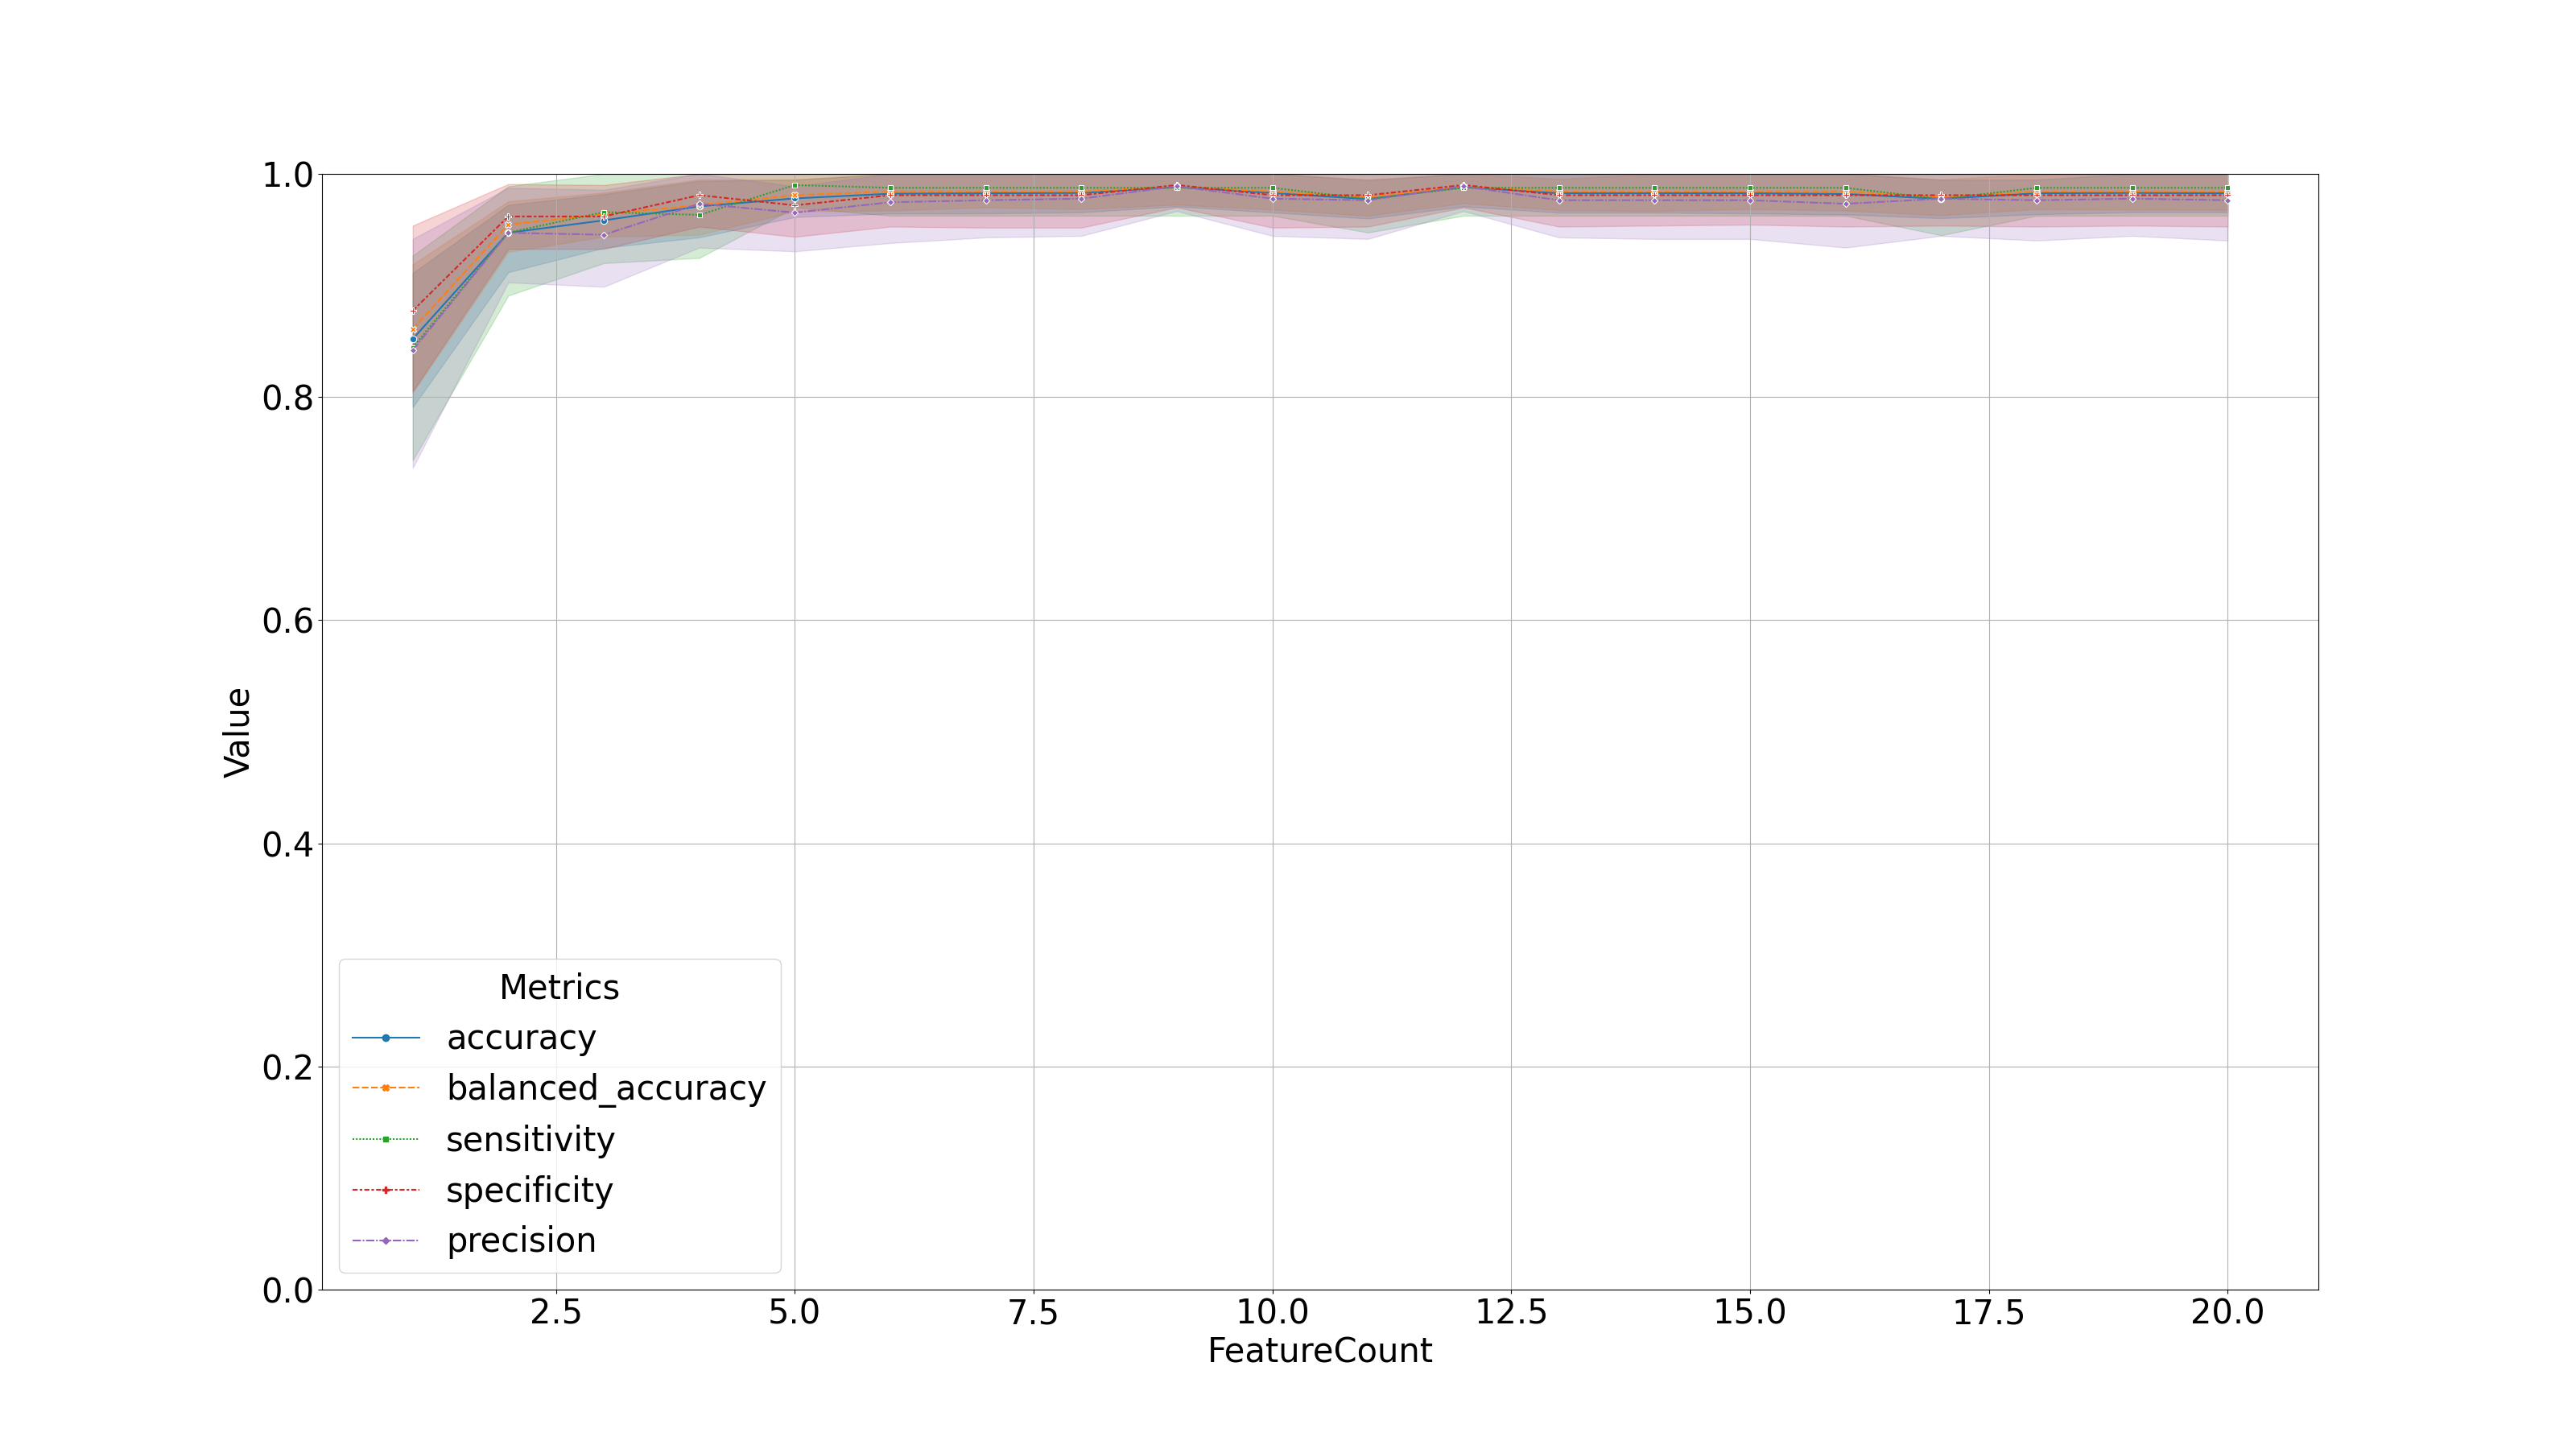 1.0
0.8
0.6
0.4
0.2
0.0
Value
Metrics
accuracy
balanced_accuracy
sensitivity
specificity
precision
2.5 5.0 7.5 10.0 12.5 15.0 17.5 20.0
FeatureCount